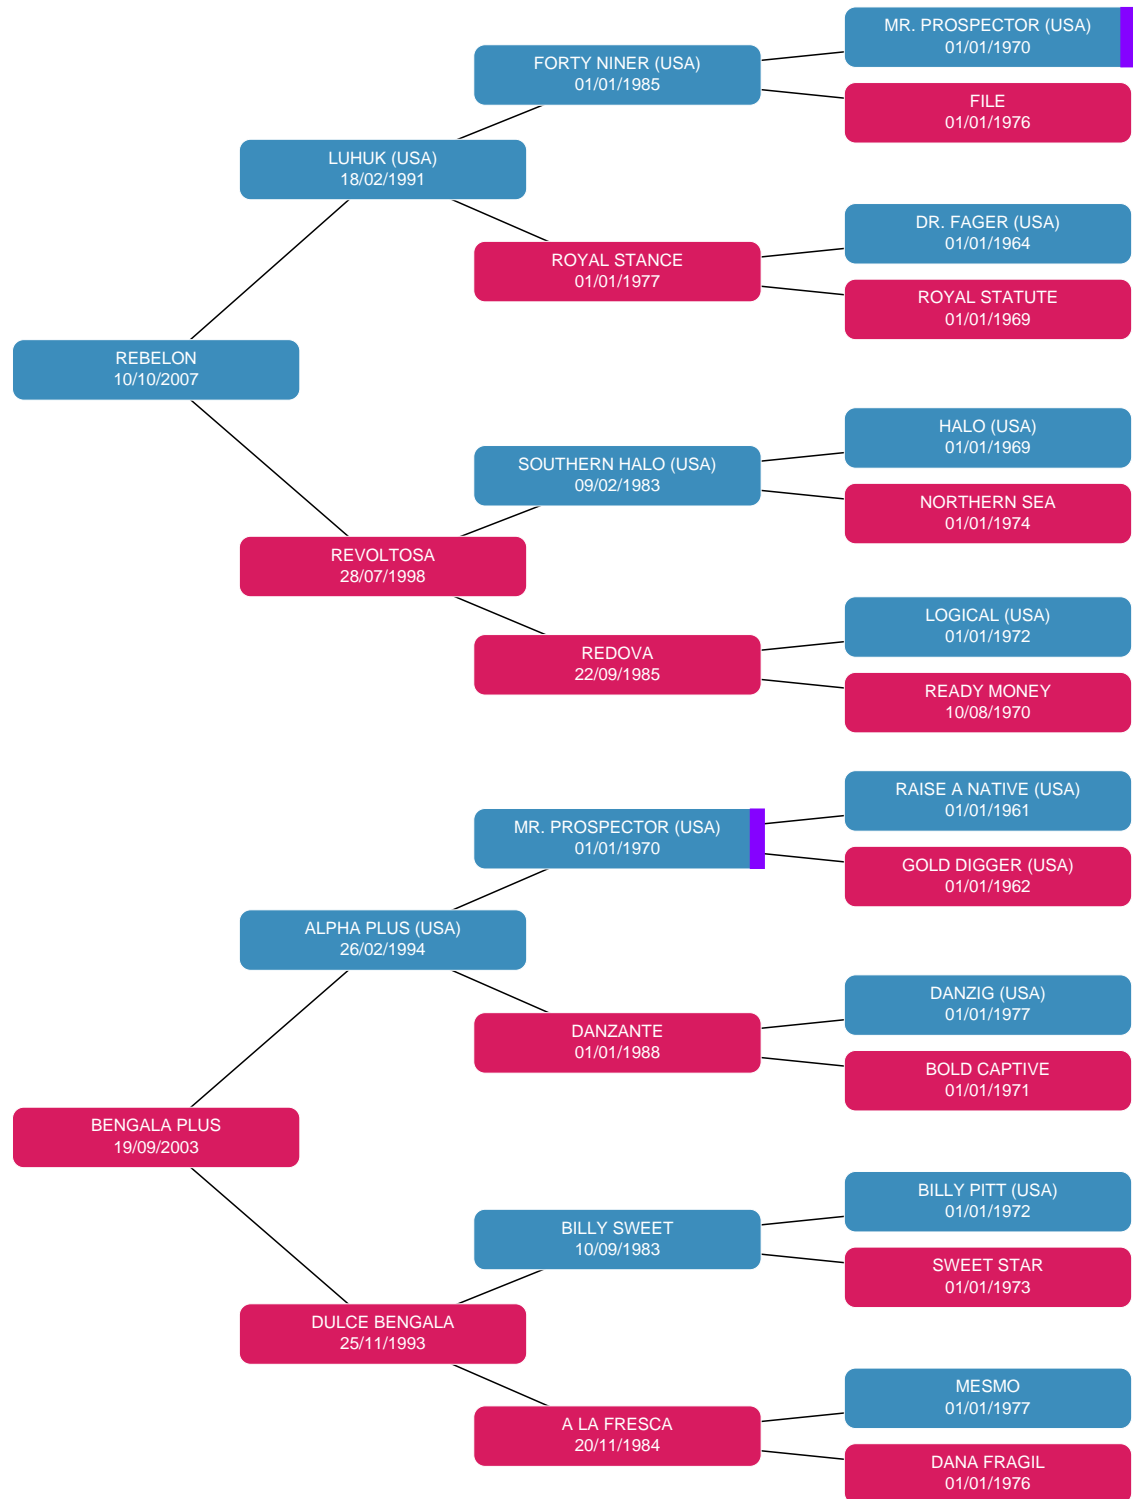 MR. PROSPECTOR (USA)
01/01/1970
FORTY NINER (USA)
01/01/1985
FILE
01/01/1976
LUHUK (USA)
18/02/1991
DR. FAGER (USA)
01/01/1964
ROYAL STANCE
01/01/1977
ROYAL STATUTE
01/01/1969
REBELON
10/10/2007
HALO (USA)
01/01/1969
SOUTHERN HALO (USA)
09/02/1983
NORTHERN SEA
01/01/1974
REVOLTOSA
28/07/1998
LOGICAL (USA)
01/01/1972
REDOVA
22/09/1985
READY MONEY
10/08/1970
RAISE A NATIVE (USA)
01/01/1961
MR. PROSPECTOR (USA)
01/01/1970
GOLD DIGGER (USA)
01/01/1962
ALPHA PLUS (USA)
26/02/1994
DANZIG (USA)
01/01/1977
DANZANTE
01/01/1988
BOLD CAPTIVE
01/01/1971
BENGALA PLUS
19/09/2003
BILLY PITT (USA)
01/01/1972
BILLY SWEET
10/09/1983
SWEET STAR
01/01/1973
DULCE BENGALA
25/11/1993
MESMO
01/01/1977
A LA FRESCA
20/11/1984
DANA FRAGIL
01/01/1976